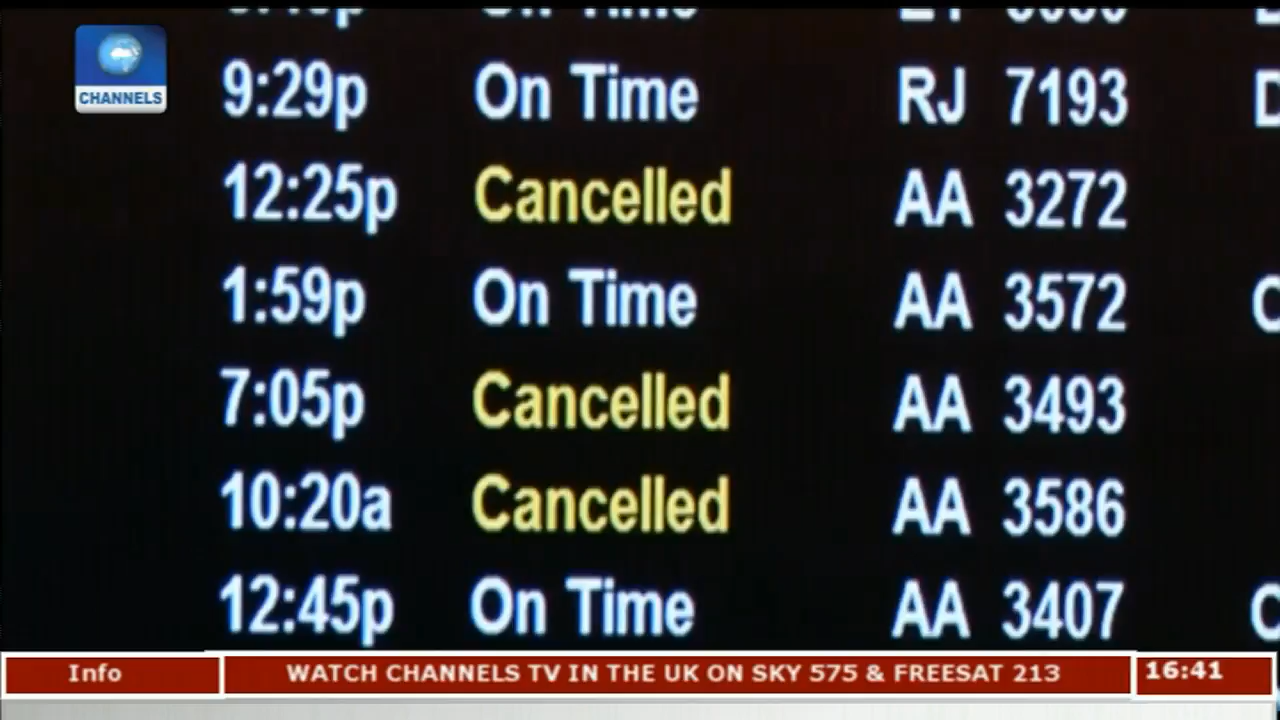 On Time
CHANNELS
9:29p On Time RJ 7193 D
12:25p Cancelled AA 3272
1:59p On Time AA 3572 C
7:05p Cancelled AA 3493
10:20a Cancelled AA 3586
12:45p On Time AA 3407 C
Info WATCH CHANNELS TV IN THE UK ON SKY 575 & FREESAT 213 16:41